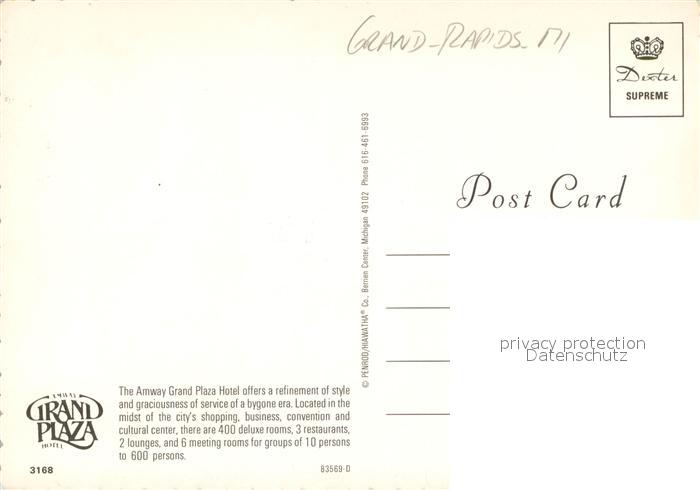 GRAND-RAPIDS-MI
Dexter
SUPREME
Post Card
© PENROD/HIAWATHA® Co., Berrien Center, Michigan 49102 Phone 616-461-6993
privacy protection
Datenschutz
The Amway Grand Plaza Hotel offers a refinement of style
and graciousness of service of a bygone era. Located in the
midst of the city's shopping, business, convention and
cultural center, there are 400 deluxe rooms, 3 restaurants,
2 lounges, and 6 meeting rooms for groups of 10 persons
to 600 persons.
AMWAY
GRAND
PLAZA
HOTEL
3168
83569-D